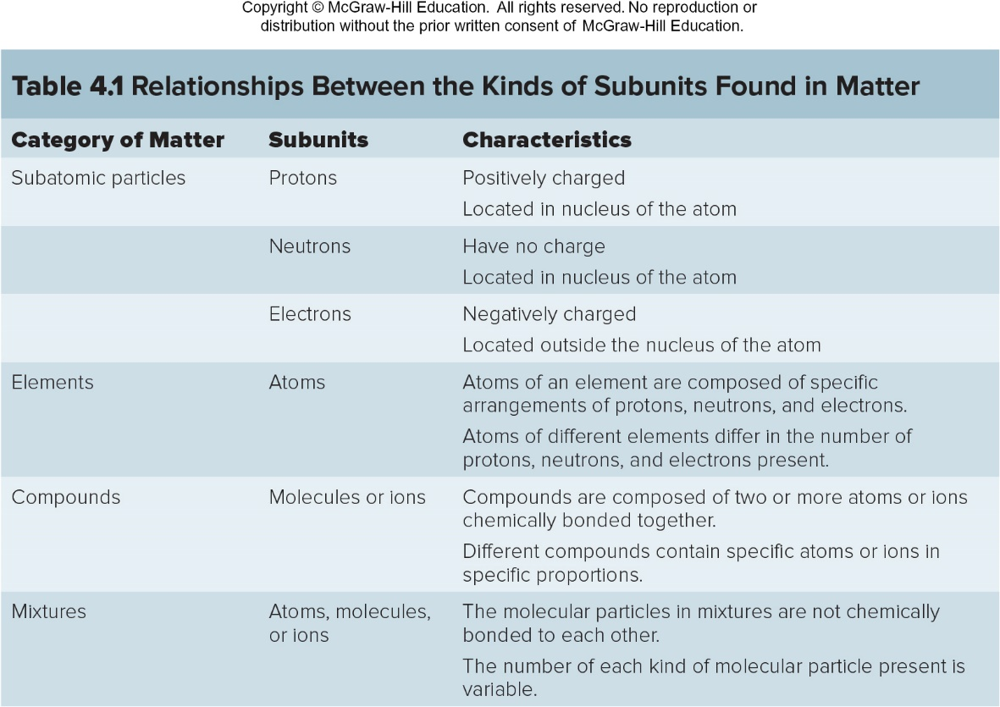 Copyright © McGraw-Hill Education. All rights reserved. No reproduction or
distribution without the prior written consent of McGraw-Hill Education.
Table 4.1 Relationships Between the Kinds of Subunits Found in Matter
Category of Matter Subunits Characteristics
Subatomic particles Protons Positively charged
Located in nucleus of the atom
Neutrons Have no charge
Located in nucleus of the atom
Electrons Negatively charged
Located outside the nucleus of the atom
Elements Atoms Atoms of an element are composed of specific
arrangements of protons, neutrons, and electrons.
Atoms of different elements differ in the number of
protons, neutrons, and electrons present.
Compounds Molecules or ions Compounds are composed of two or more atoms or ions
chemically bonded together.
Different compounds contain specific atoms or ions in
specific proportions.
Mixtures Atoms, molecules, The molecular particles in mixtures are not chemically
or ions bonded to each other.
The number of each kind of molecular particle present is
variable.